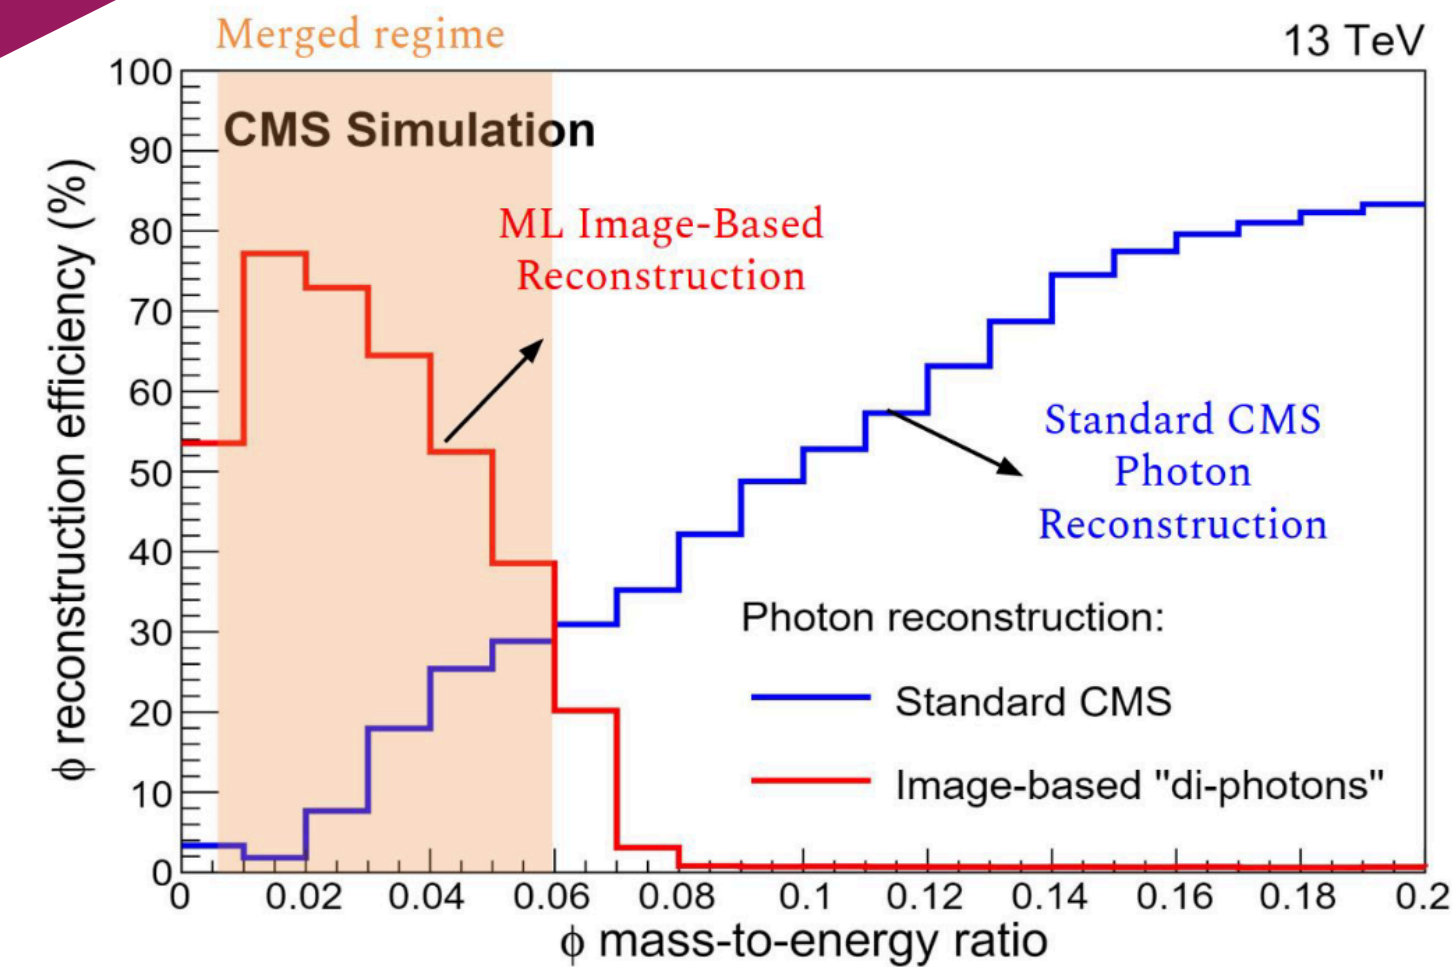 Merged regime
13 TeV
CMS Simulation
ML Image-Based
Reconstruction
Standard CMS
Photon
Reconstruction
Photon reconstruction:
Standard CMS
Image-based "di-photons"
ϕ reconstruction efficiency (%)
100
90
80
70
60
50
40
30
20
10
0
0 0.02 0.04 0.06 0.08 0.1 0.12 0.14 0.16 0.18 0.2
ϕ mass-to-energy ratio